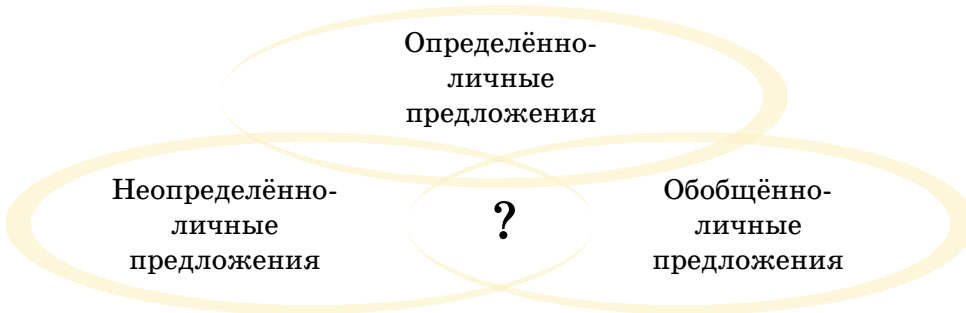 Определённо-
личные
предложения
Неопределённо-
личные
предложения
?
Обобщённо-
личные
предложения